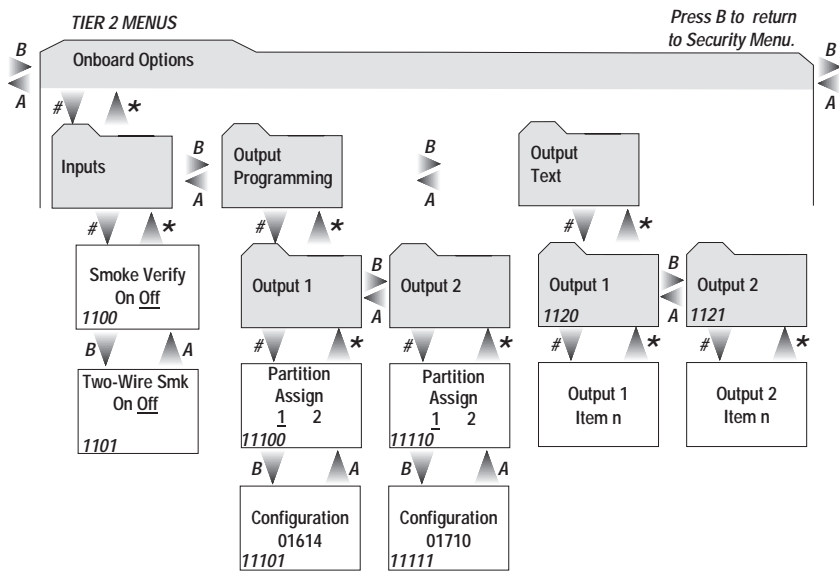 TIER 2 MENUS
Press B to return
to Security Menu.
B
A
Onboard Options
B
A
#
*
Inputs
B
A
Output
Programming
B
A
Output
Text
#
*
#
*
#
*
Smoke Verify
On Off
1100
Output 1
B
A
Output 2
Output 1
1120
B
A
Output 2
1121
B
A
#
*
#
*
#
*
#
*
Two-Wire Smk
On Off
1101
Partition
Assign
1 2
11100
Partition
Assign
1 2
11110
Output 1
Item n
Output 2
Item n
B
A
B
A
Configuration
01614
11101
Configuration
01710
11111